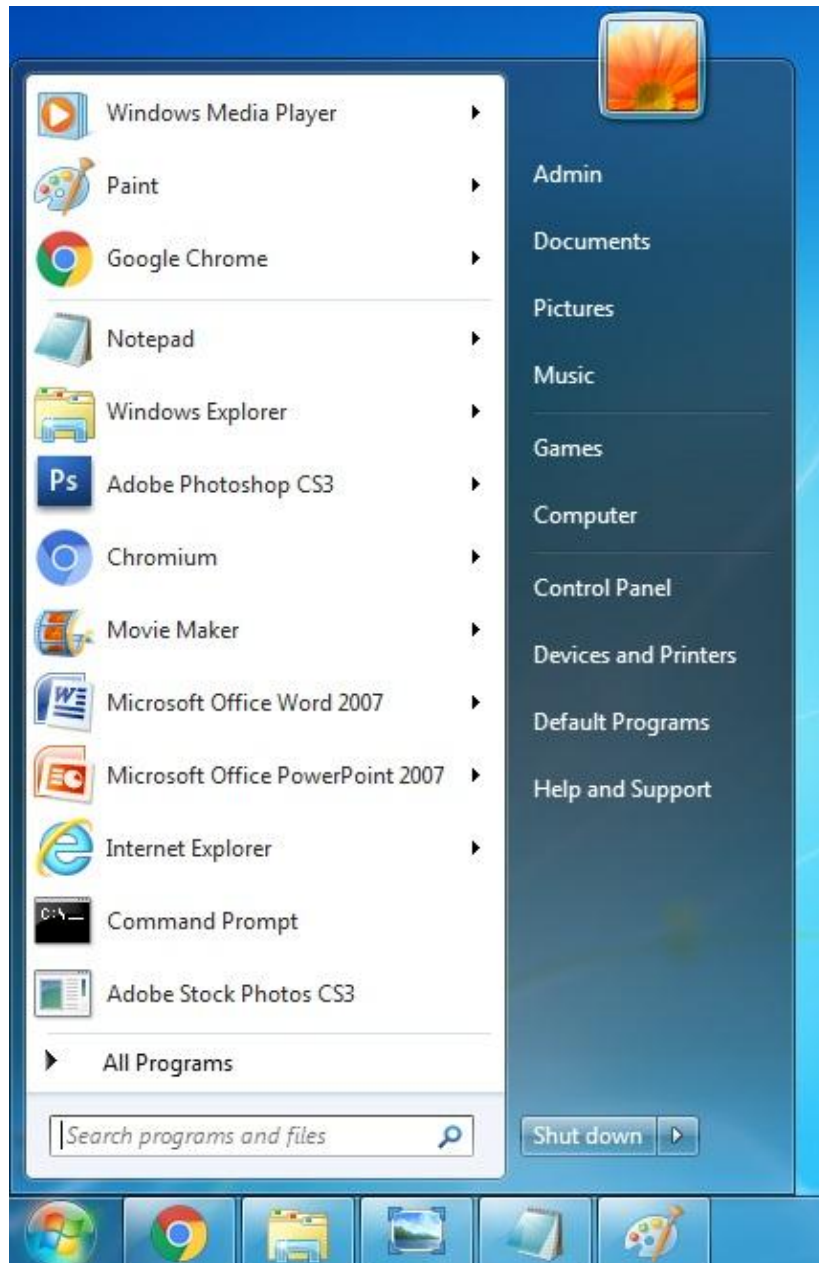 Windows Media Player
Paint
Google Chrome
Notepad
Windows Explorer
Ps
Adobe Photoshop CS3
Chromium
Movie Maker
W
Microsoft Office Word 2007
Microsoft Office PowerPoint 2007
Internet Explorer
C:\_
Command Prompt
Adobe Stock Photos CS3
All Programs
Search programs and files
Admin
Documents
Pictures
Music
Games
Computer
Control Panel
Devices and Printers
Default Programs
Help and Support
Shut down